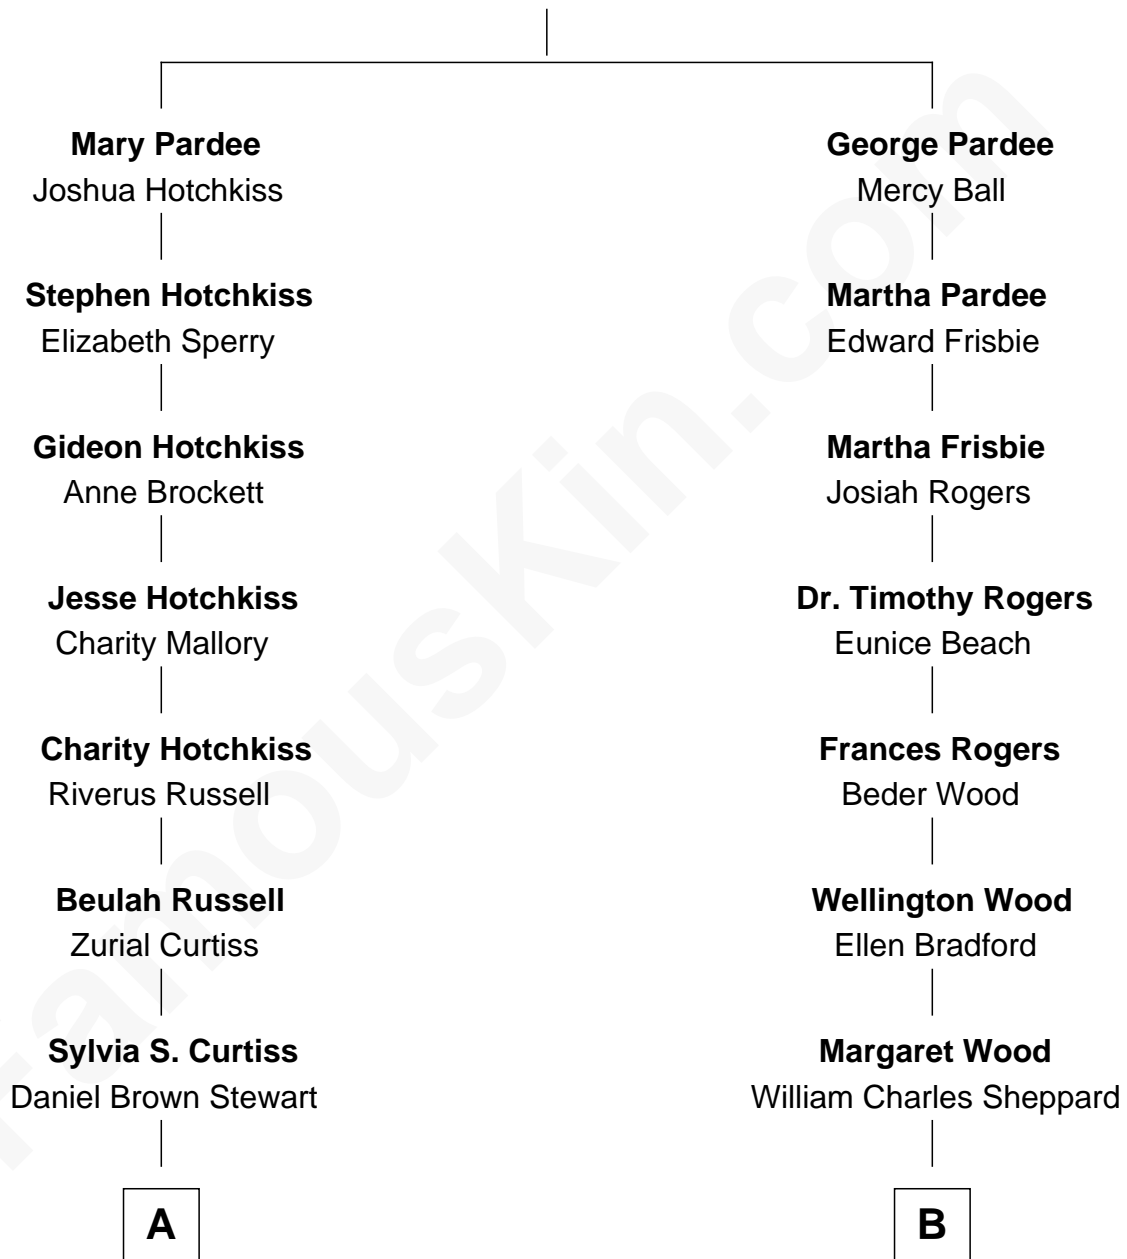 Mary Pardee
Joshua Hotchkiss
George Pardee
Mercy Ball
Stephen Hotchkiss
Elizabeth Sperry
Martha Pardee
Edward Frisbie
Gideon Hotchkiss
Anne Brockett
Martha Frisbie
Josiah Rogers
Jesse Hotchkiss
Charity Mallory
Dr. Timothy Rogers
Eunice Beach
Charity Hotchkiss
Riverus Russell
Frances Rogers
Beder Wood
Beulah Russell
Zurial Curtiss
Wellington Wood
Ellen Bradford
Sylvia S. Curtiss
Daniel Brown Stewart
Margaret Wood
William Charles Sheppard
A
B
FamousKin.com